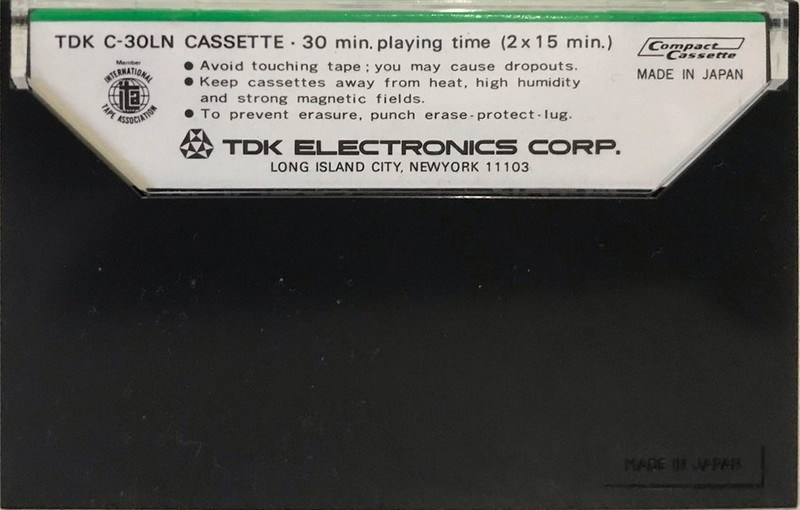 TDK C-30LN CASSETTE · 30 min. playing time (2 x 15 min.)
Compact
Cassette
MADE IN JAPAN
Member
INTERNATIONAL
ita
TAPE ASSOCIATION
● Avoid touching tape ; you may cause dropouts.
● Keep cassettes away from heat, high humidity
and strong magnetic fields.
● To prevent erasure, punch erase-protect-lug.
TDK ELECTRONICS CORP.
LONG ISLAND CITY, NEWYORK 11103
MADE IN JAPAN